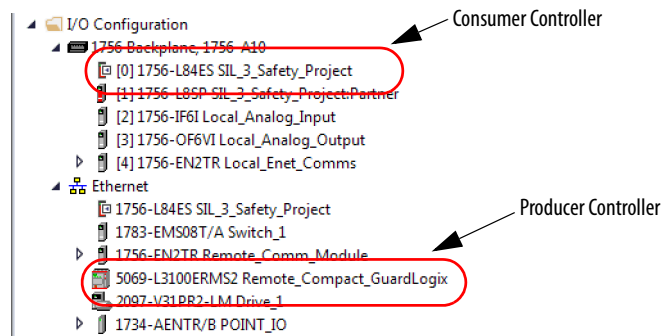 I/O Configuration
Consumer Controller
1756 Backplane, 1756-A10
[0] 1756-L84ES SIL_3_Safety_Project
[1] 1756-L8SP SIL_3_Safety_Project:Partner
[2] 1756-IF6I Local_Analog_Input
[3] 1756-OF6VI Local_Analog_Output
[4] 1756-EN2TR Local_Enet_Comms
Ethernet
1756-L84ES SIL_3_Safety_Project
Producer Controller
1783-EMS08T/A Switch_1
1756-EN2TR Remote_Comm_Module
5069-L3100ERMS2 Remote_Compact_GuardLogix
2097-V31PR2-LM Drive_1
1734-AENTR/B POINT_IO